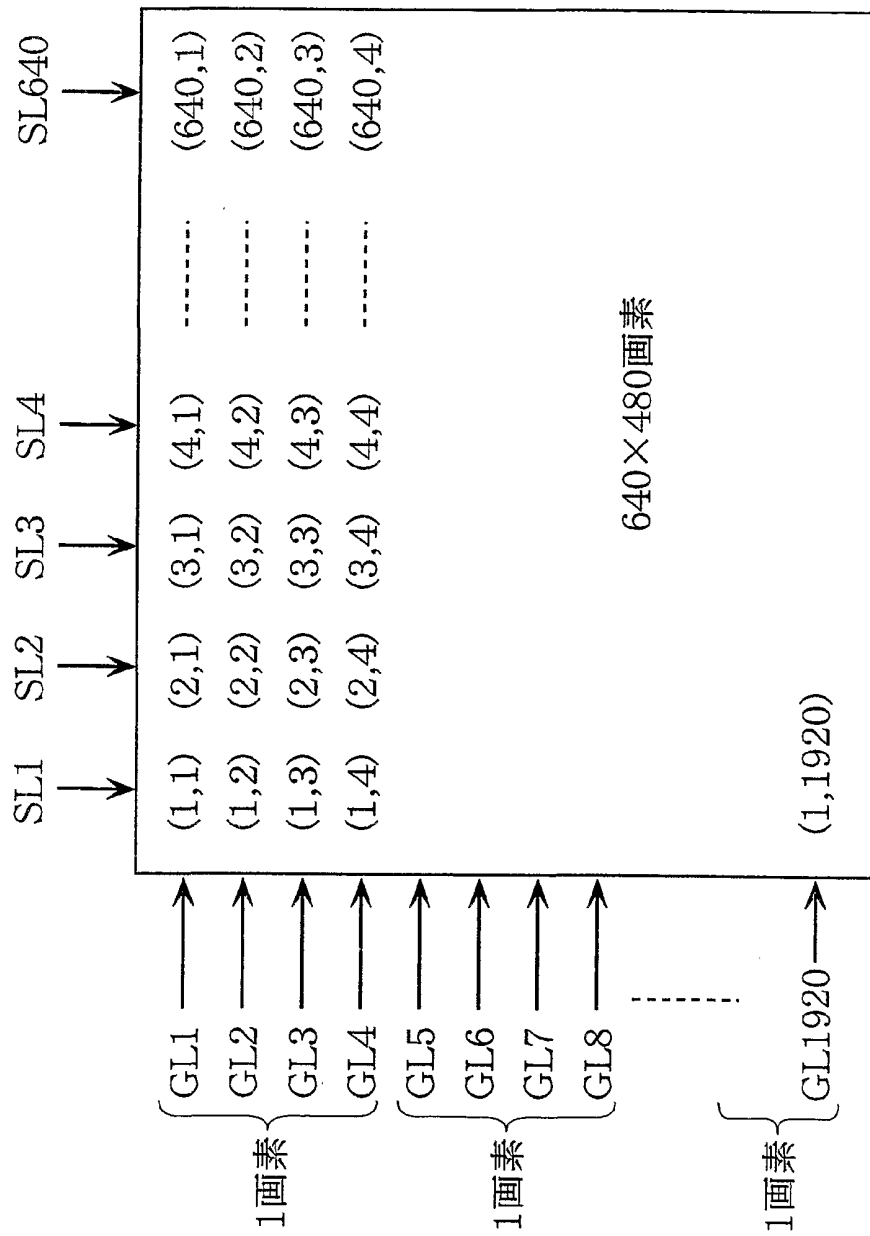 SL1 SL2 SL3 SL4 SL640
GL1 (1,1) (2,1) (3,1) (4,1) (640,1)
GL2 (1,2) (2,2) (3,2) (4,2) (640,2)
GL3 (1,3) (2,3) (3,3) (4,3) (640,3)
GL4 (1,4) (2,4) (3,4) (4,4) (640,4)
1画素
GL5
GL6
GL7
GL8
1画素
640×480画素
GL1920 (1,1920)
1画素